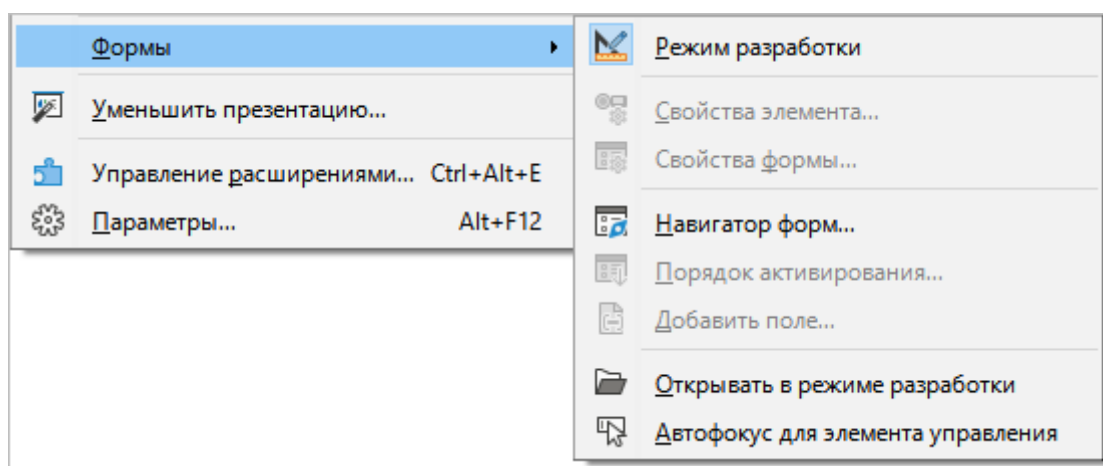 Формы
Уменьшить презентацию...
Управление расширениями... Ctrl+Alt+E
Параметры... Alt+F12
Режим разработки
Свойства элемента...
Свойства формы...
Навигатор форм...
Порядок активирования...
Добавить поле...
Открывать в режиме разработки
Автофокус для элемента управления